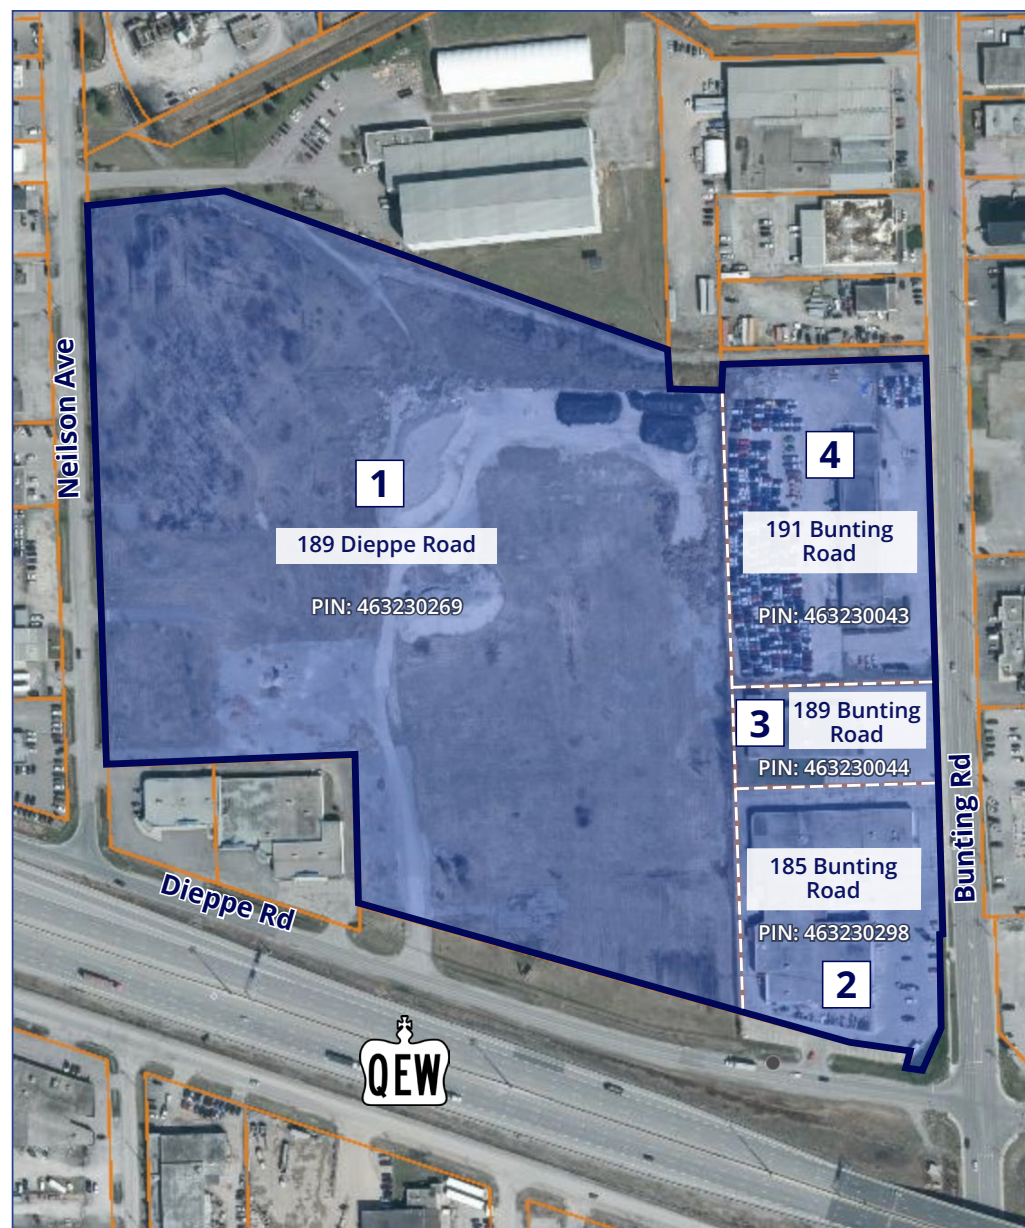 Neilson Ave
1
189 Dieppe Road
PIN: 463230269
4
191 Bunting
Road
PIN: 463230043
3
189 Bunting
Road
PIN: 463230044
185 Bunting
Road
PIN: 463230298
2
Bunting Rd
Dieppe Rd
QEW